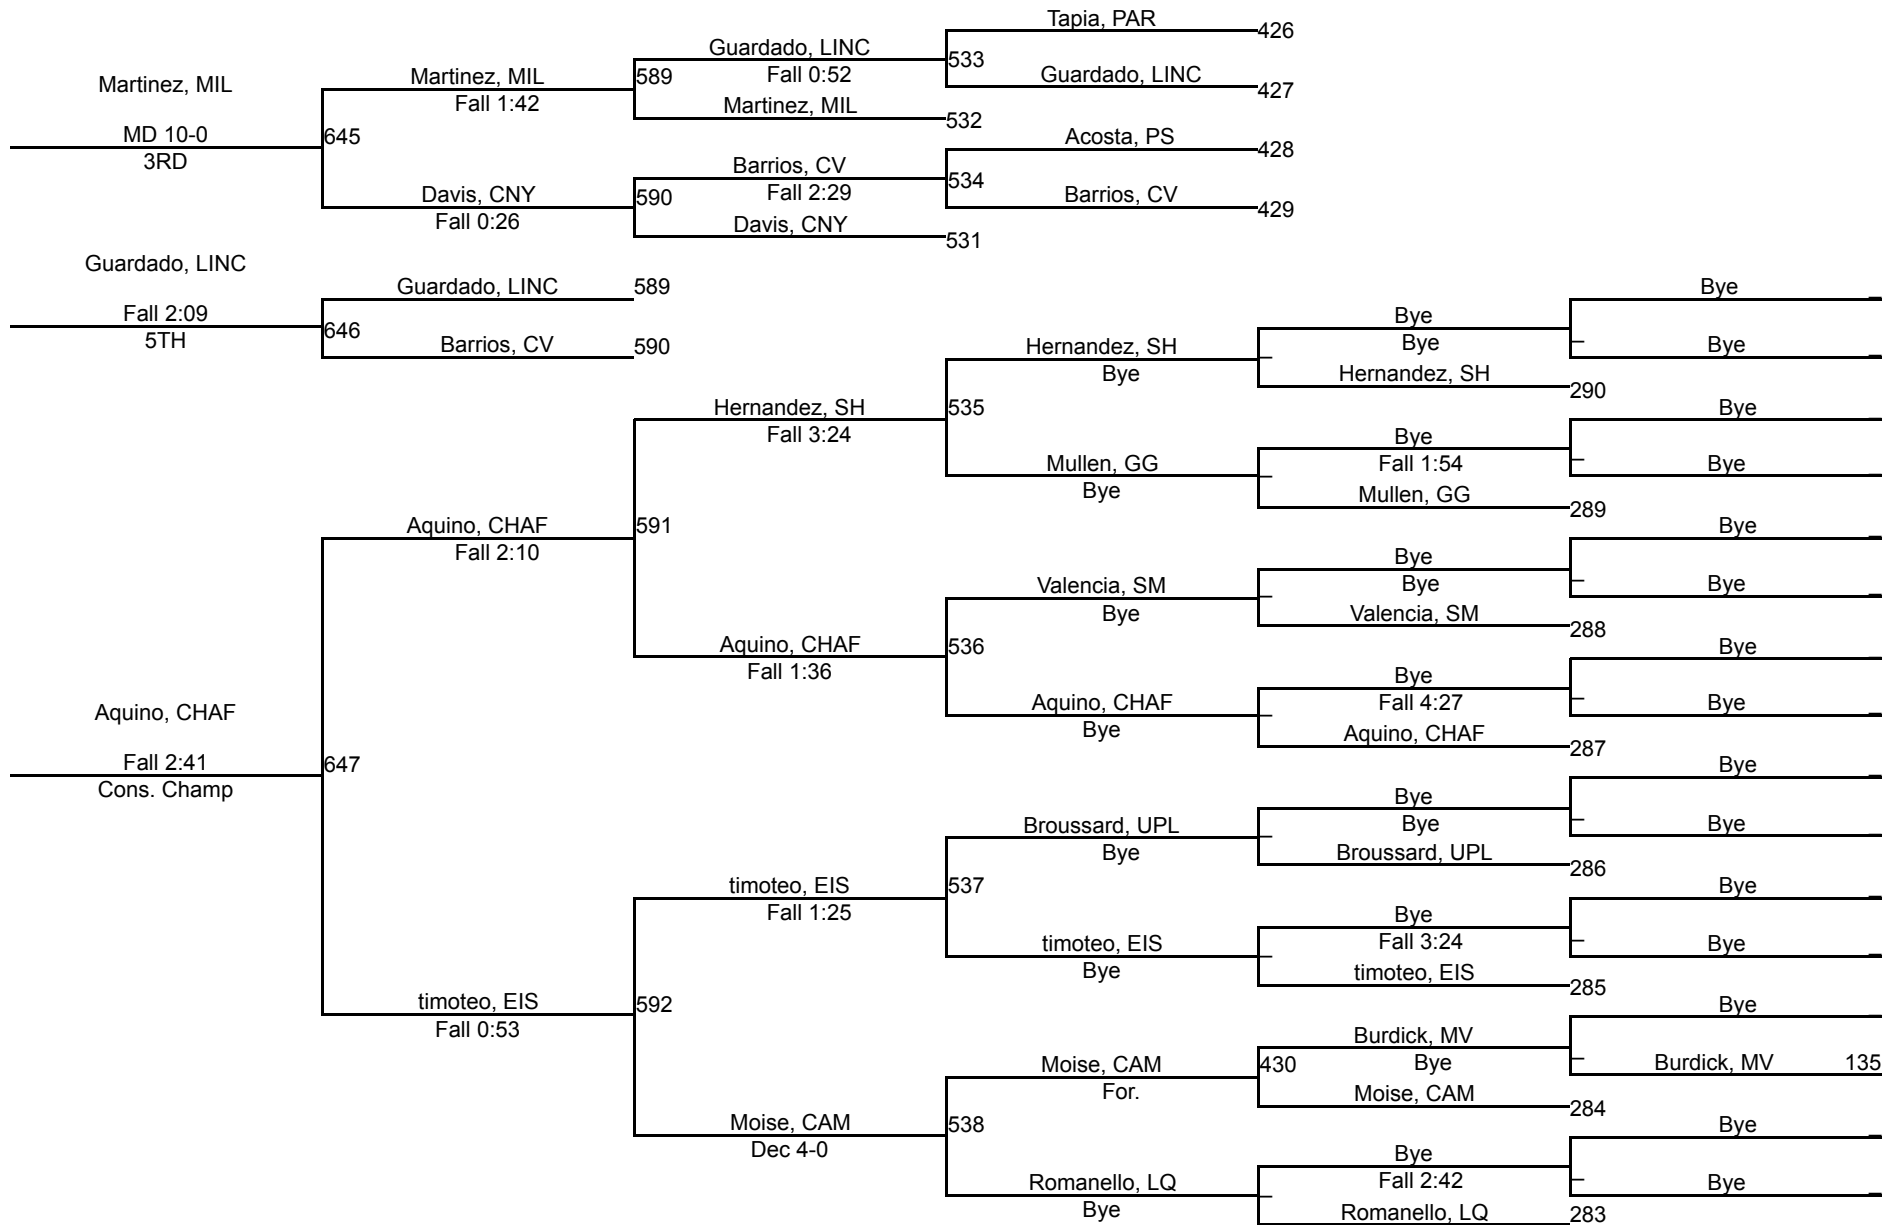 Tapia, PAR
426
Guardado, LINC
533
Fall 0:52
Guardado, LINC
427
Martinez, MIL
589
Martinez, MIL
Fall 1:42
Martinez, MIL
532
MD 10-0
645
3RD
Acosta, PS
428
Barrios, CV
534
Fall 2:29
Davis, CNY
590
Barrios, CV
429
Fall 0:26
Davis, CNY
531
Guardado, LINC
Guardado, LINC
589
Fall 2:09
646
5TH
Barrios, CV
590
Bye
Bye
Bye
Bye
Hernandez, SH
Bye
Hernandez, SH
290
Hernandez, SH
535
Fall 3:24
Bye
Bye
Fall 1:54
Mullen, GG
Bye
Bye
Mullen, GG
289
Aquino, CHAF
591
Fall 2:10
Bye
Bye
Bye
Bye
Valencia, SM
Bye
Valencia, SM
288
Aquino, CHAF
536
Fall 1:36
Bye
Bye
Fall 4:27
Aquino, CHAF
Bye
Bye
Aquino, CHAF
287
Aquino, CHAF
Fall 2:41
647
Cons. Champ
Bye
Bye
Bye
Bye
Broussard, UPL
Bye
Broussard, UPL
286
timoteo, EIS
537
Fall 1:25
Bye
Bye
Fall 3:24
timoteo, EIS
Bye
Bye
timoteo, EIS
285
timoteo, EIS
592
Fall 0:53
Bye
Burdick, MV
Bye
Burdick, MV
135
Moise, CAM
430
For.
Moise, CAM
284
Moise, CAM
538
Dec 4-0
Bye
Bye
Fall 2:42
Romanello, LQ
Bye
Bye
Romanello, LQ
283